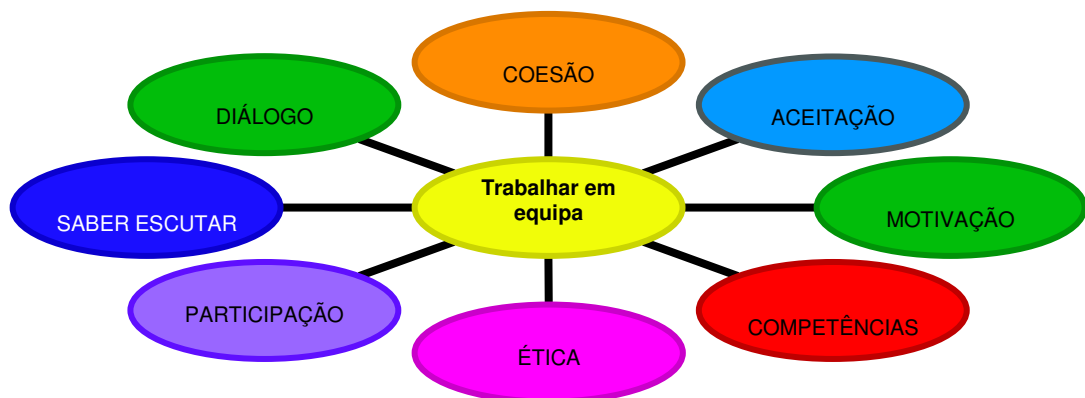 COESÃO
DIÁLOGO
ACEITAÇÃO
Trabalhar em
equipa
SABER ESCUTAR
MOTIVAÇÃO
PARTICIPAÇÃO
COMPETÊNCIAS
ÉTICA